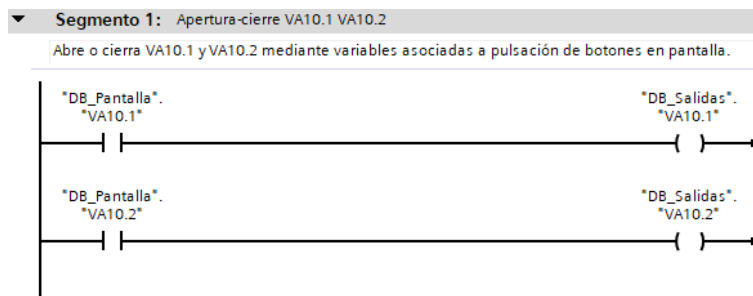 Segmento 1: Apertura-cierre VA10.1 VA10.2
Abre o cierra VA10.1 y VA10.2 mediante variables asociadas a pulsación de botones en pantalla.
"DB_Pantalla".
"VA10.1"
"DB_Salidas".
"VA10.1"
"DB_Pantalla".
"VA10.2"
"DB_Salidas".
"VA10.2"